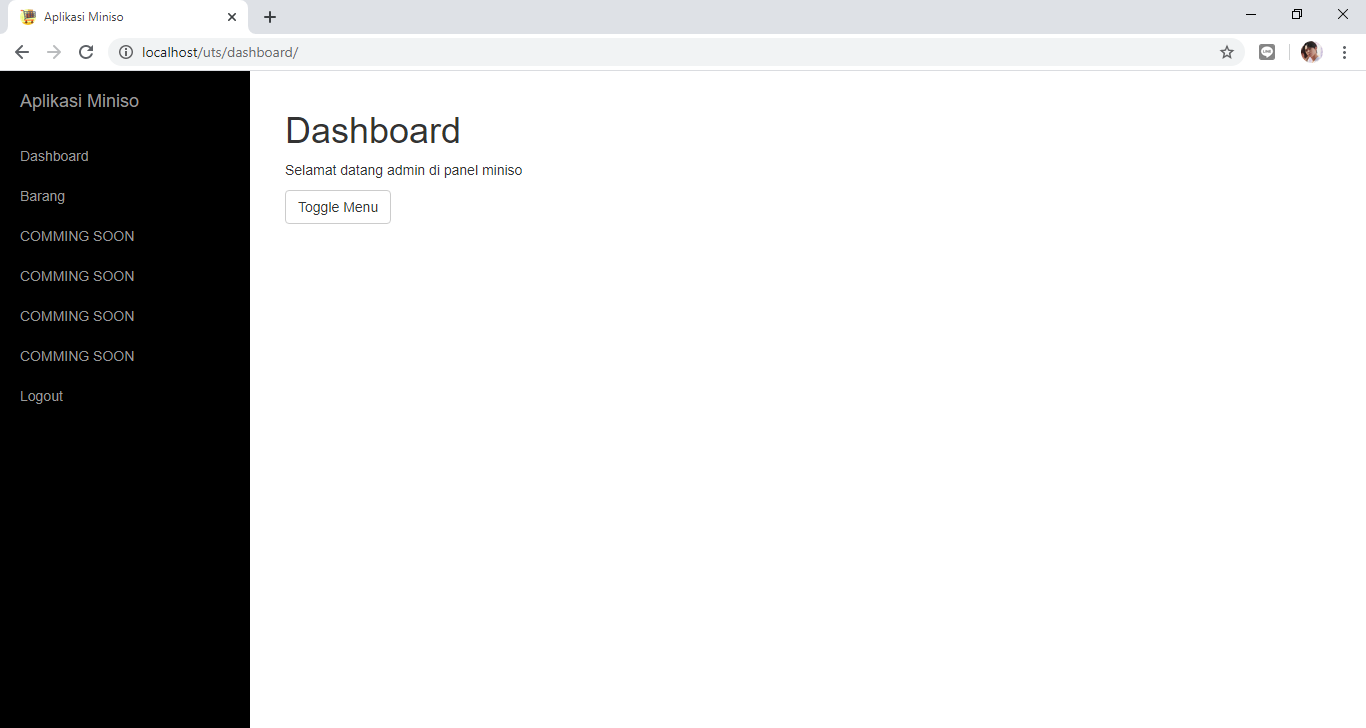 Aplikasi Miniso
localhost/uts/dashboard/
Aplikasi Miniso
Dashboard
Barang
COMMING SOON
COMMING SOON
COMMING SOON
COMMING SOON
Logout
Dashboard
Selamat datang admin di panel miniso
Toggle Menu